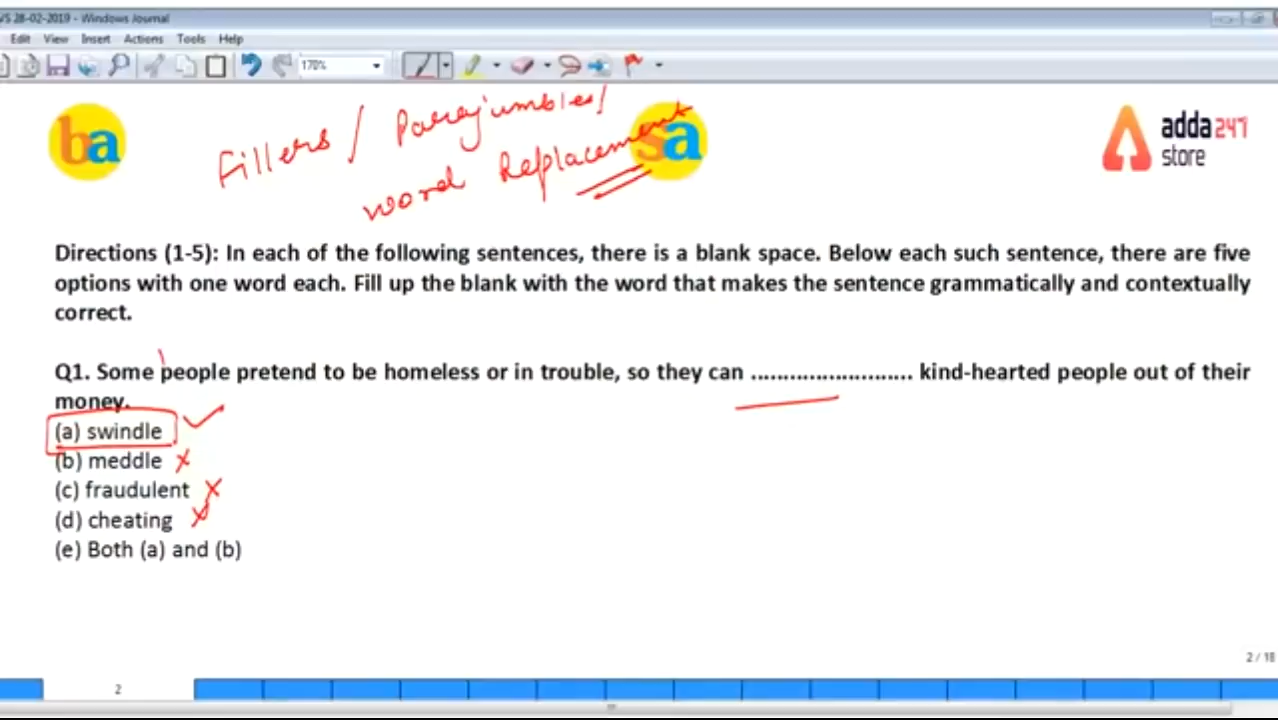 VS 28-02-2019 - Windows Journal
Edit View Insert Actions Tools Help
170%
ba
Fillers / Parajumbles/
word Replacement
sa
adda 247
store
Directions (1-5): In each of the following sentences, there is a blank space. Below each such sentence, there are five
options with one word each. Fill up the blank with the word that makes the sentence grammatically and contextually
correct.
Q1. Some people pretend to be homeless or in trouble, so they can ......................... kind-hearted people out of their
money.
(a) swindle
(b) meddle
(c) fraudulent
(d) cheating
(e) Both (a) and (b)
2 / 18
2